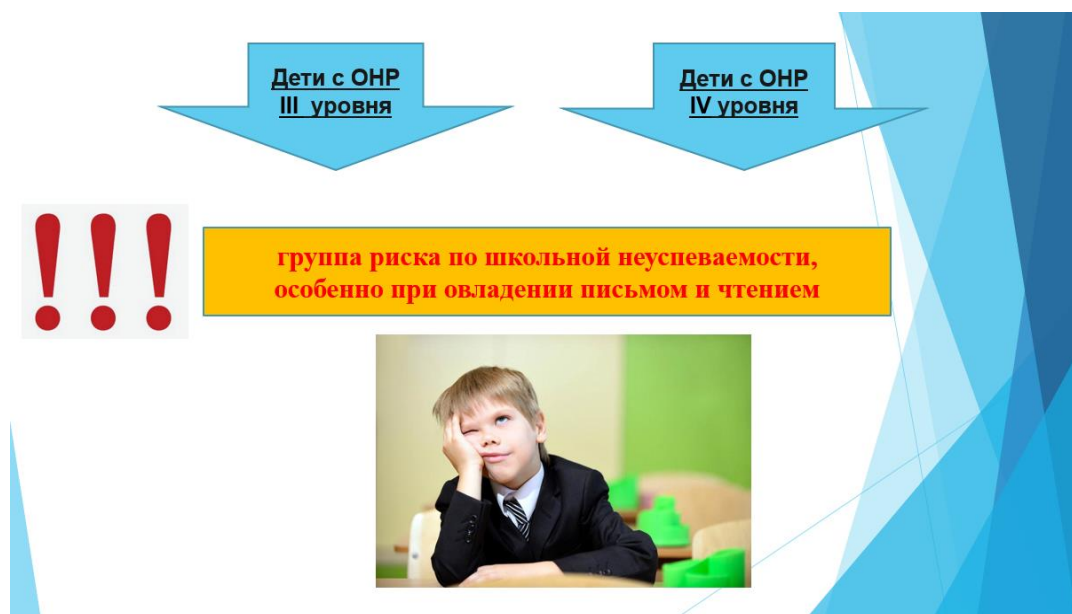 Дети с ОНР
III уровня
Дети с ОНР
IV уровня
группа риска по школьной неуспеваемости,
особенно при овладении письмом и чтением